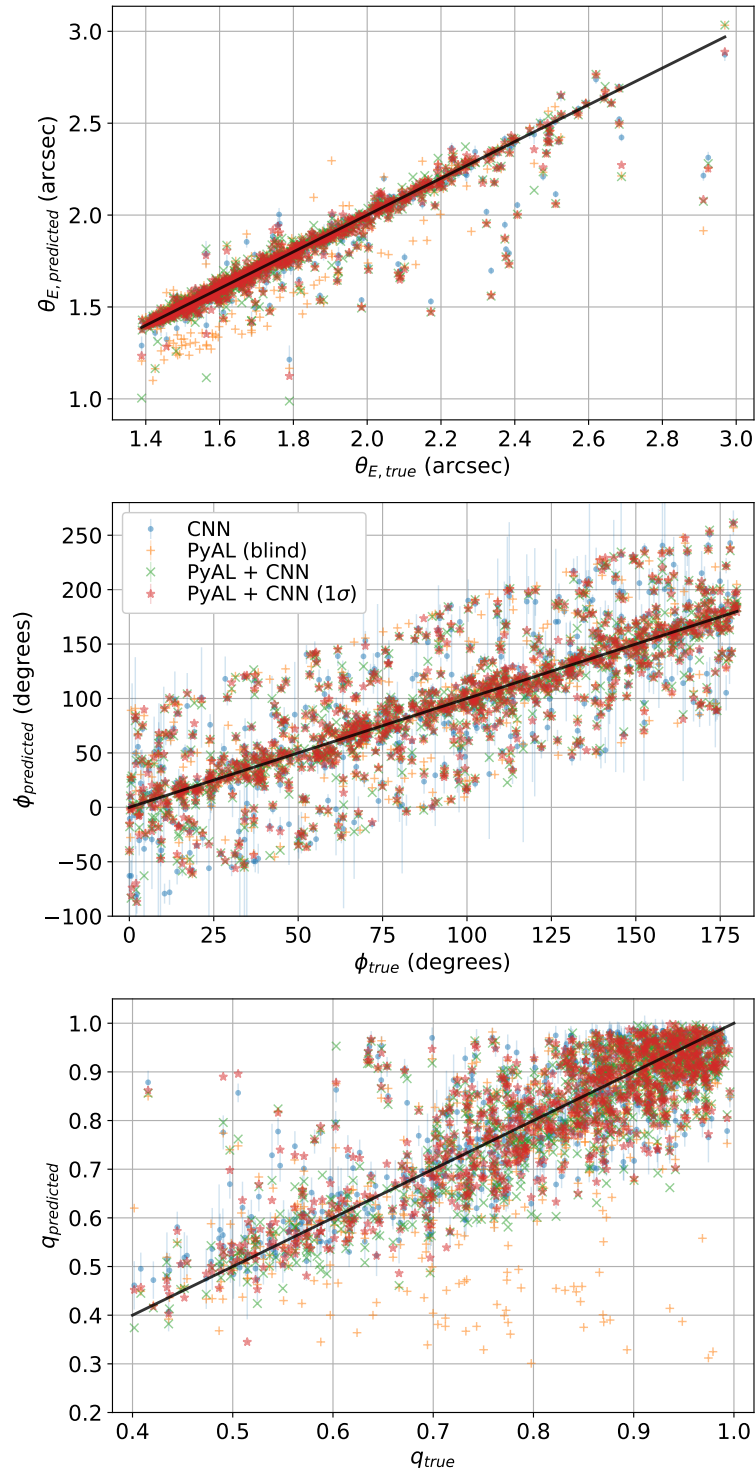 3.0
2.5
2.0
1.5
1.0
θE,predicted (arcsec)
1.4 1.6 1.8 2.0 2.2 2.4 2.6 2.8 3.0
θE,true (arcsec)
CNN
PyAL (blind)
PyAL + CNN
PyAL + CNN (1σ)
250
200
150
100
50
0
−50
−100
ϕpredicted (degrees)
0 25 50 75 100 125 150 175
ϕtrue (degrees)
1.0
0.9
0.8
0.7
0.6
0.5
0.4
0.3
0.2
qpredicted
0.4 0.5 0.6 0.7 0.8 0.9 1.0
qtrue